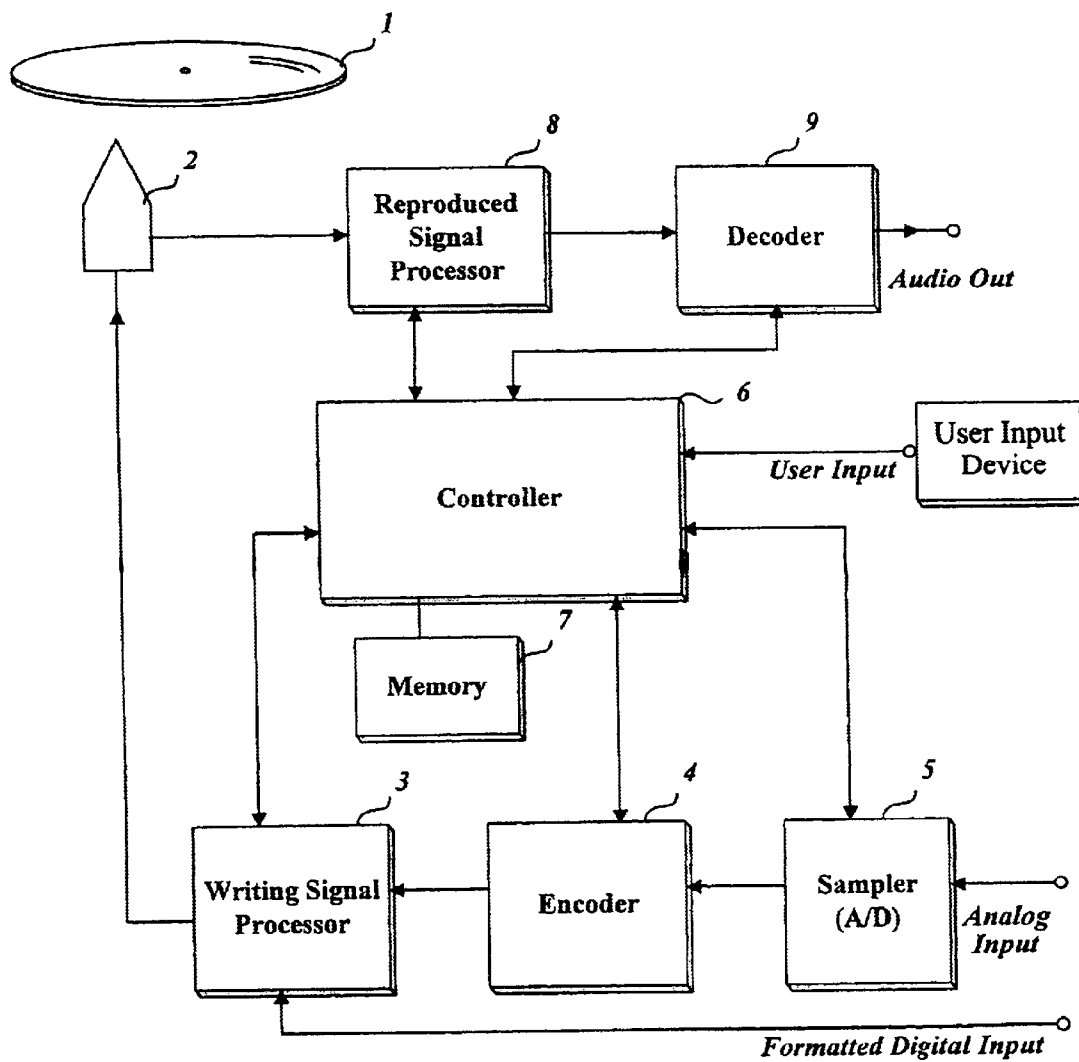 1
2
8
9
Reproduced
Signal
Processor
Decoder
Audio Out
6
User Input
Device
User Input
Controller
7
Memory
3
4
5
Writing Signal
Processor
Encoder
Sampler
(A/D)
Analog
Input
Formatted Digital Input